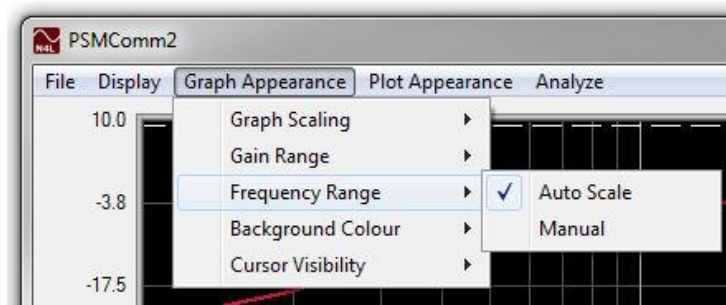 N4L PSMComm2
File Display Graph Appearance Plot Appearance Analyze
10.0
Graph Scaling
Gain Range
Frequency Range
Auto Scale
-3.8
Background Colour
Manual
Cursor Visibility
-17.5